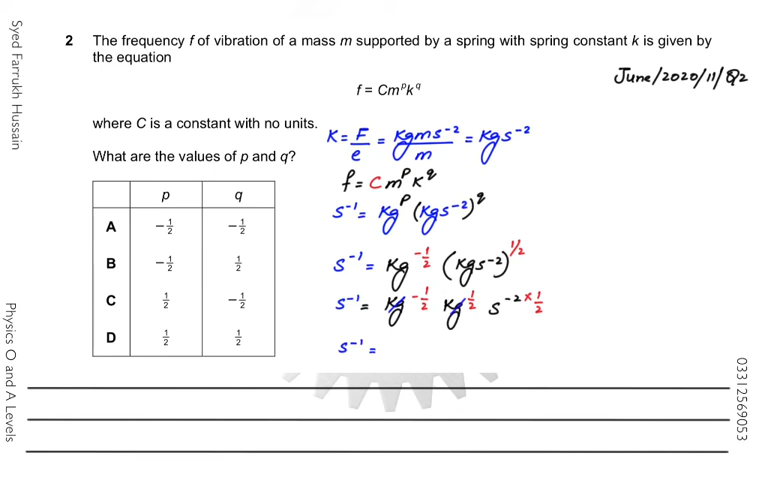 Syed Farrukh Hussain
Physics O and A Levels
2 The frequency f of vibration of a mass m supported by a spring with spring constant k is given by
the equation
June/2020/11/Q2
f = Cm^p k^q
where C is a constant with no units.
K = F/e = Kgms⁻²/m = Kgs⁻²
What are the values of p and q?
f = Cm^p K^q
p q
A −1/2 −1/2
B −1/2 1/2
C 1/2 −1/2
D 1/2 1/2
s⁻¹ = Kg^p (Kgs⁻²)^q
s⁻¹ = Kg^(-1/2) (Kgs⁻²)^1/2
s⁻¹ = Kg^(-1/2) Kg^(1/2) s^(-2×1/2)
s⁻¹ =
03312569053